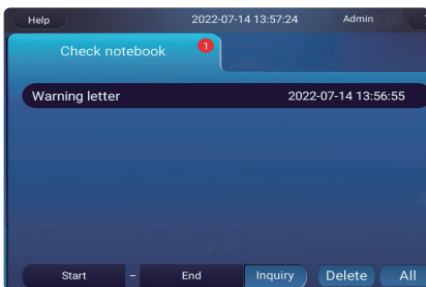 Help 2022-07-14 13:57:24 Admin
Check notebook 1
Warning letter 2022-07-14 13:56:55
Start - End Inquiry Delete All